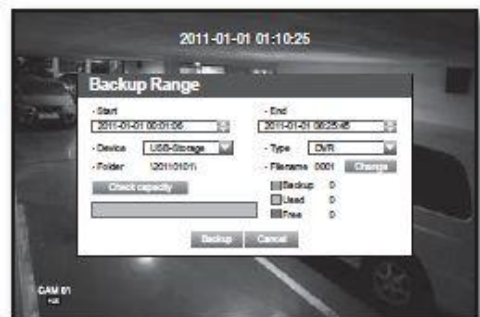 2011-01-01 01:10:25
Backup Range
- Start
- End
2011-01-01 00:01:06
2011-01-01 06:25:45
- Device USB-Storage
- Type DVR
- Folder \20110101\
- Filename 0001 Change
Check capacity
Backup 0
Used 0
Free 0
Backup Cancel
CAM 01